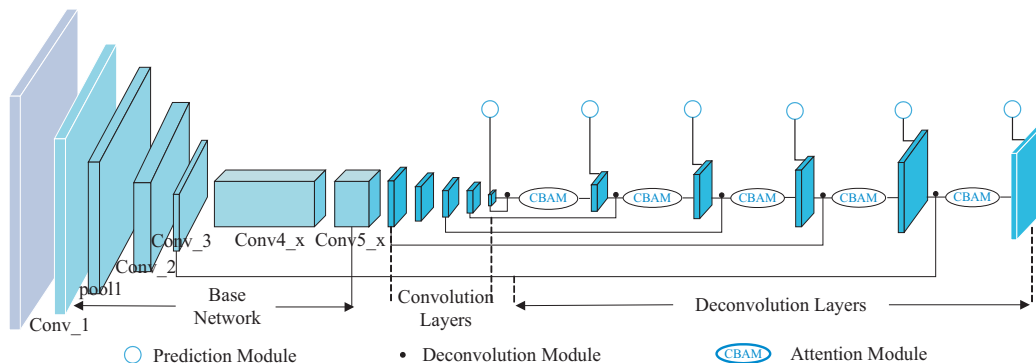 CBAM CBAM CBAM CBAM CBAM
Conv_3
Conv4_x Conv5_x
Conv_2
pool1
Conv_1
Base
Network
Convolution
Layers
Deconvolution Layers
Prediction Module Deconvolution Module CBAM Attention Module